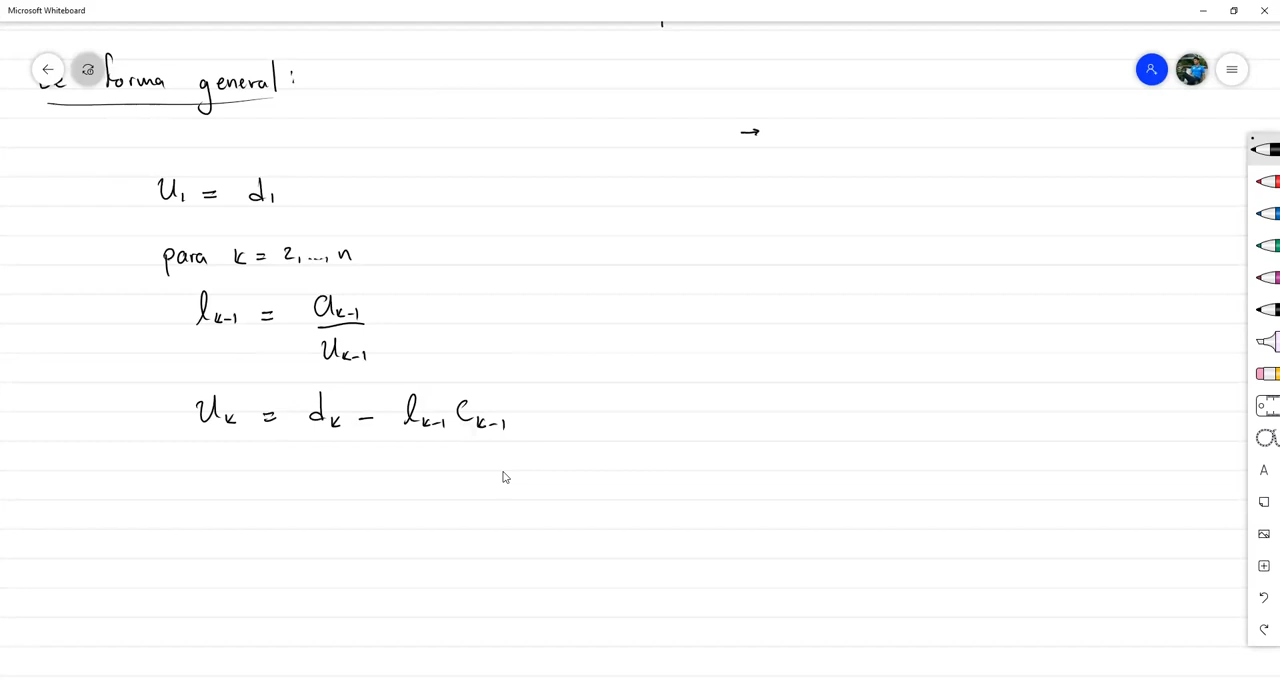 Microsoft Whiteboard
forma general:
→
u₁ = d₁
para k = 2, ..., n
lₖ₋₁ = aₖ₋₁ / uₖ₋₁
uₖ = dₖ - lₖ₋₁ cₖ₋₁
A